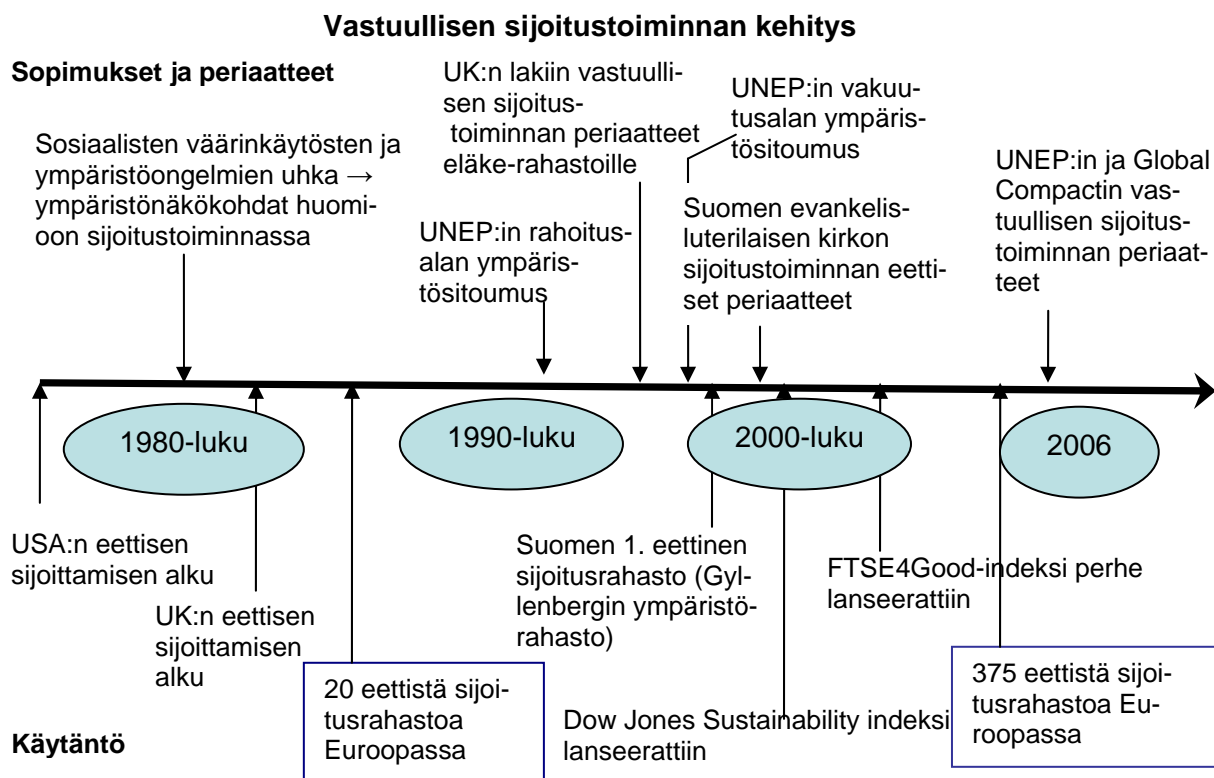 Vastuullisen sijoitustoiminnan kehitys
Sopimukset ja periaatteet
Sosiaalisten väärinkäytösten ja
ympäristöongelmien uhka →
ympäristönäkökohdat huomi-
oon sijoitustoiminnassa
UNEP:in rahoitus-
alan ympäris-
tösitoumus
UK:n lakiin vastuulli-
sen sijoitus-
toiminnan periaatteet
eläke-rahastoille
UNEP:in vakuu-
tusalan ympäris-
tösitoumus
Suomen evankelis-
luterilaisen kirkon
sijoitustoiminnan eetti-
set periaatteet
UNEP:in ja Global
Compactin vas-
tuullisen sijoitus-
toiminnan periaat-
teet
1980-luku
1990-luku
2000-luku
2006
USA:n eettisen
sijoittamisen alku
UK:n eettisen
sijoittamisen
alku
20 eettistä sijoi-
tusrahastoa
Euroopassa
Suomen 1. eettinen
sijoitusrahasto (Gyl-
lenbergin ympäristö-
rahasto)
Dow Jones Sustainability indeksi
lanseerattiin
FTSE4Good-indeksi perhe
lanseerattiin
375 eettistä sijoi-
tusrahastoa Eu-
roopassa
Käytäntö